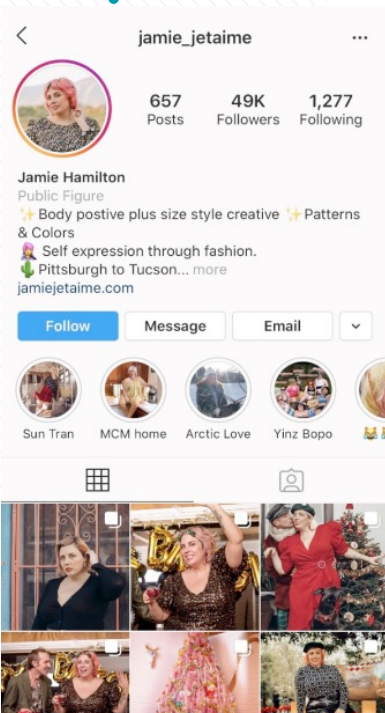 jamie_jetaime
657 49K 1,277
Posts Followers Following
Jamie Hamilton
Public Figure
✨ Body postive plus size style creative ✨ Patterns
& Colors
👩‍🎤 Self expression through fashion.
🌵 Pittsburgh to Tucson... more
jamiejetaime.com
Follow Message Email
Sun Tran MCM home Arctic Love Yinz Bopo 😹